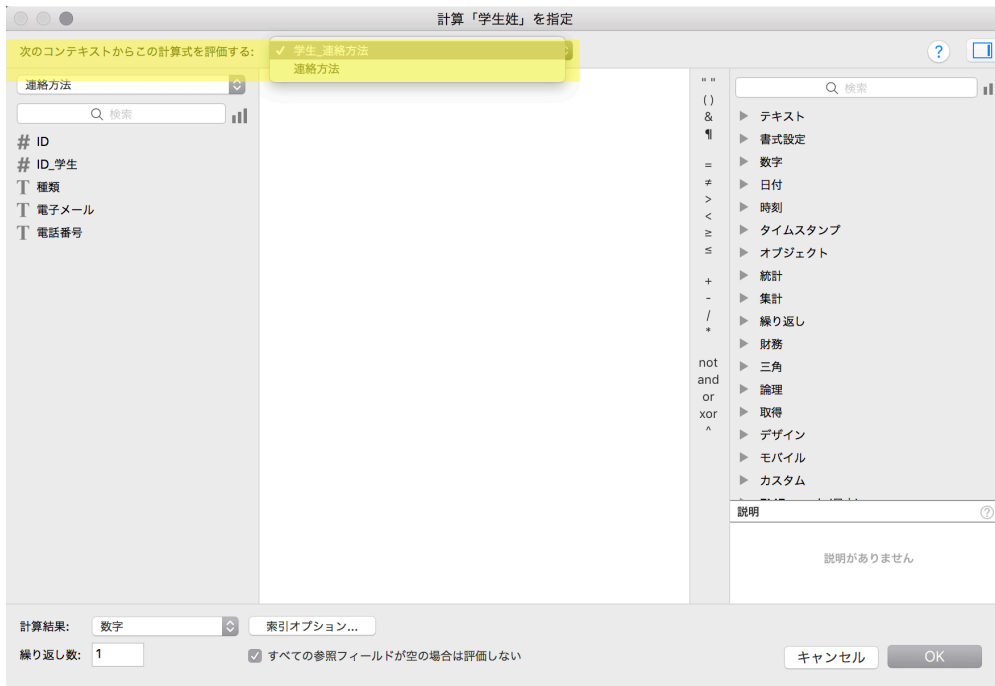 計算「学生姓」を指定
次のコンテキストからこの計算式を評価する:
✓ 学生_連絡方法
連絡方法
?
連絡方法
検索
# ID
# ID_学生
T 種類
T 電子メール
T 電話番号
" "
( )
&
¶
=
≠
>
<
≥
≤
+
-
/
*
not
and
or
xor
^
検索
テキスト
書式設定
数字
日付
時刻
タイムスタンプ
オブジェクト
統計
集計
繰り返し
財務
三角
論理
取得
デザイン
モバイル
カスタム
説明
?
説明がありません
計算結果: 数字 索引オプション...
繰り返し数: 1 すべての参照フィールドが空の場合は評価しない
キャンセル OK